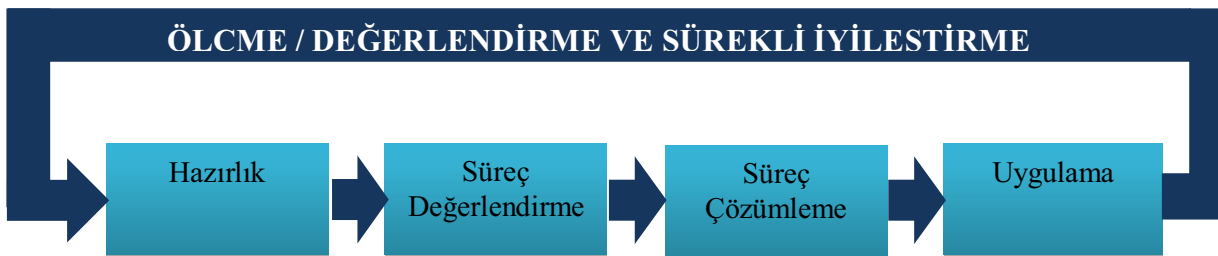 ÖLCME / DEĞERLENDİRME VE SÜREKLİ İYİLESTİRME
Hazırlık
Süreç
Değerlendirme
Süreç
Çözümleme
Uygulama